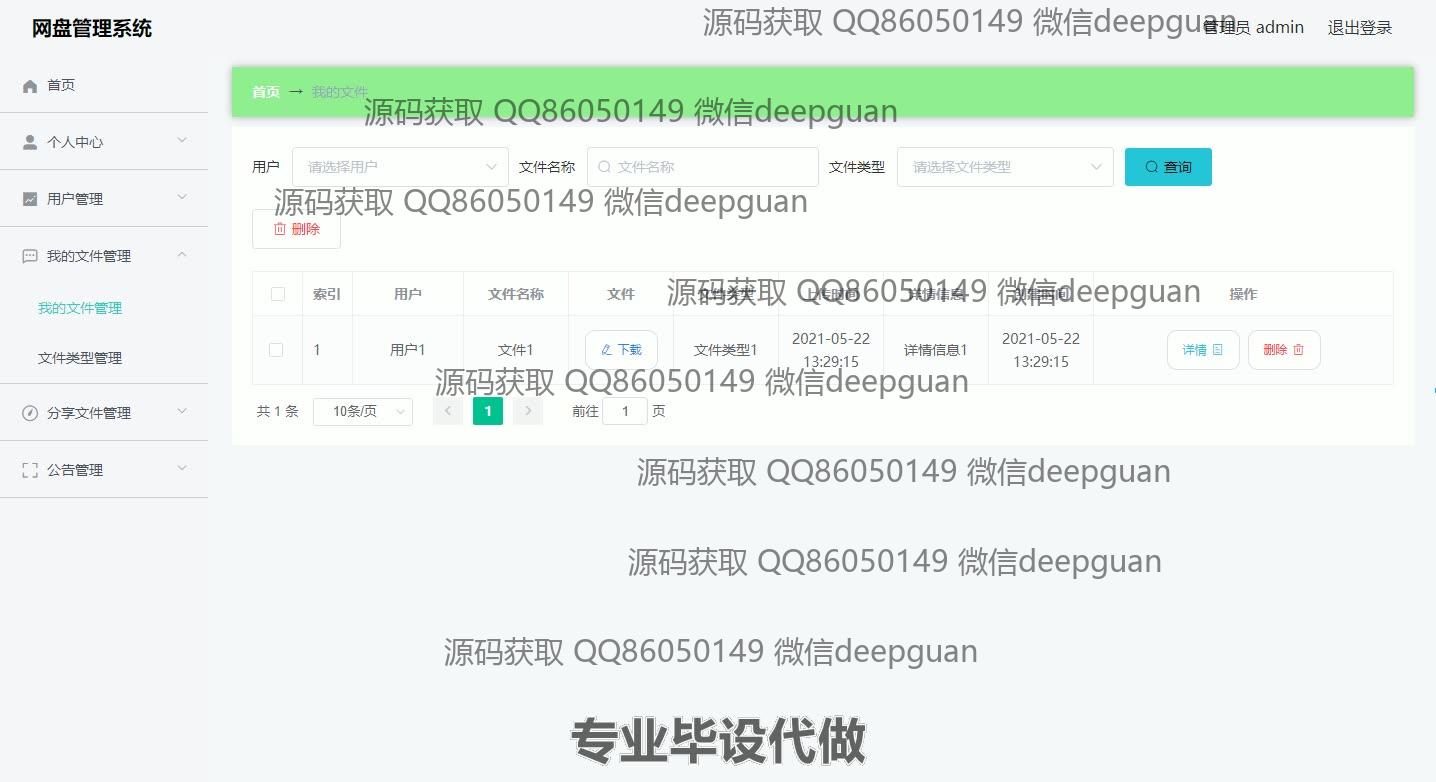 网盘管理系统
源码获取 QQ86050149 微信deepguan
管理员 admin
退出登录
首页
个人中心
用户管理
我的文件管理
我的文件管理
文件类型管理
分享文件管理
公告管理
首页 → 我的文件
源码获取 QQ86050149 微信deepguan
用户 请选择用户 文件名称 文件名称 文件类型 请选择文件类型 查询
源码获取 QQ86050149 微信deepguan
删除
源码获取 QQ86050149 微信deepguan
索引 用户 文件名称 文件 文件类型 上传时间 详情信息 创建时间 操作
1 用户1 文件1 下载 文件类型1 2021-05-22 13:29:15 详情信息1 2021-05-22 13:29:15 详情 删除
源码获取 QQ86050149 微信deepguan
共 1 条 10条/页 1 前往 1 页
源码获取 QQ86050149 微信deepguan
源码获取 QQ86050149 微信deepguan
源码获取 QQ86050149 微信deepguan
专业毕设代做